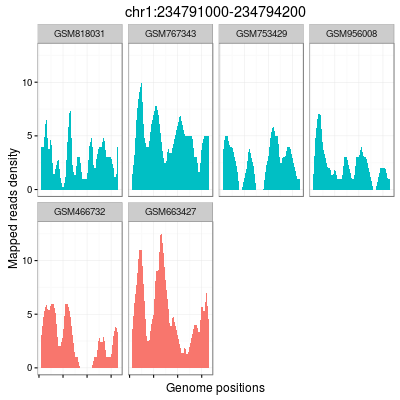 chr1:234791000-234794200
GSM818031 GSM767343 GSM753429 GSM956008
10
5
0
GSM466732 GSM663427
10
5
0
Mapped reads density
Genome positions